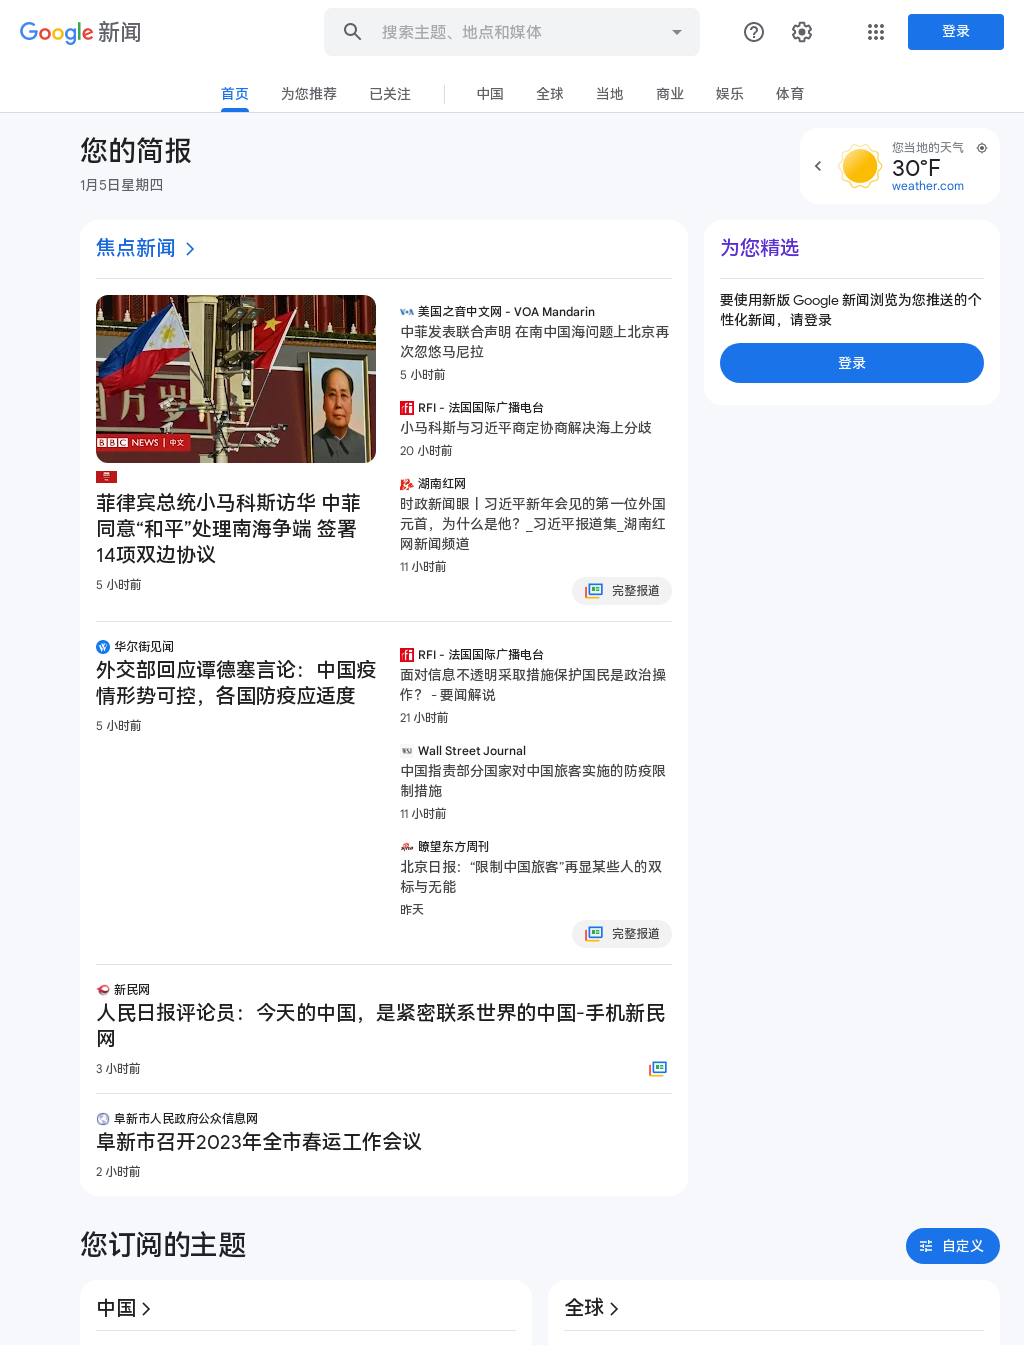 Google 新闻
搜索主题、地点和媒体
登录
首页
为您推荐
已关注
中国
全球
当地
商业
娱乐
体育
您的简报
1月5日星期四
您当地的天气
30°F
weather.com
焦点新闻
BBC NEWS 中文
菲律宾总统小马科斯访华 中菲
同意“和平”处理南海争端 签署
14项双边协议
5 小时前
美国之音中文网 - VOA Mandarin
中菲发表联合声明 在南中国海问题上北京再
次忽悠马尼拉
5 小时前
RFI - 法国国际广播电台
小马科斯与习近平商定协商解决海上分歧
20 小时前
湖南红网
时政新闻眼丨习近平新年会见的第一位外国
元首，为什么是他？_习近平报道集_湖南红
网新闻频道
11 小时前
完整报道
华尔街见闻
外交部回应谭德塞言论：中国疫
情形势可控，各国防疫应适度
5 小时前
RFI - 法国国际广播电台
面对信息不透明采取措施保护国民是政治操
作？ - 要闻解说
21 小时前
Wall Street Journal
中国指责部分国家对中国旅客实施的防疫限
制措施
11 小时前
瞭望东方周刊
北京日报：“限制中国旅客”再显某些人的双
标与无能
昨天
完整报道
新民网
人民日报评论员：今天的中国，是紧密联系世界的中国-手机新民
网
3 小时前
阜新市人民政府公众信息网
阜新市召开2023年全市春运工作会议
2 小时前
为您精选
要使用新版 Google 新闻浏览为您推送的个
性化新闻，请登录
登录
您订阅的主题
自定义
中国
全球